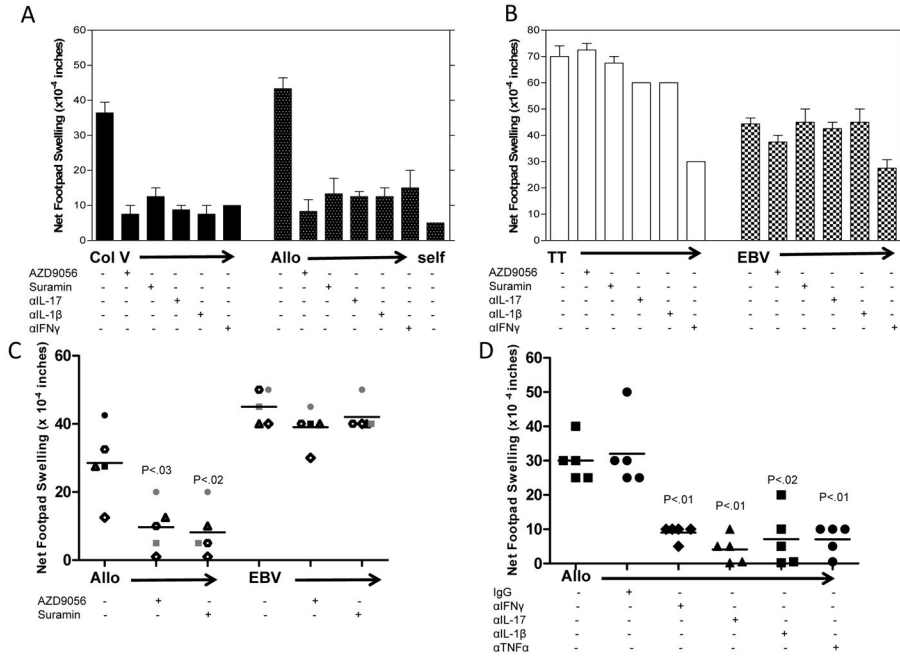 A
Net Footpad Swelling (x10-4 inches)
60
50
40
30
20
10
0
Col V
Allo
self
AZD9056 - + - - - - - + - - - - -
Suramin - - + - - - - - + - - - -
αIL-17 - - - + - - - - - + - - -
αIL-1β - - - - + - - - - - + - -
αIFNγ - - - - - + - - - - - + -
B
Net Footpad Swelling (x10-4 inches)
80
70
60
50
40
30
20
10
0
TT
EBV
AZD9056 - + - - - - - + - - - -
Suramin - - + - - - - - + - - -
αIL-17 - - - + - - - - - + - -
αIL-1β - - - - + - - - - - + -
αIFNγ - - - - - + - - - - - +
C
Net Footpad Swelling (x 10-4 inches)
60
40
20
0
P<.03
P<.02
Allo
EBV
AZD9056 - + - - + -
Suramin - - + - - +
D
Net Footpad Swelling (x 10-4 inches)
60
50
40
30
20
10
0
P<.01
P<.01
P<.02
P<.01
Allo
IgG - + - - - -
αIFNγ - - + - - -
αIL-17 - - - + - -
αIL-1β - - - - + -
αTNFα - - - - - +